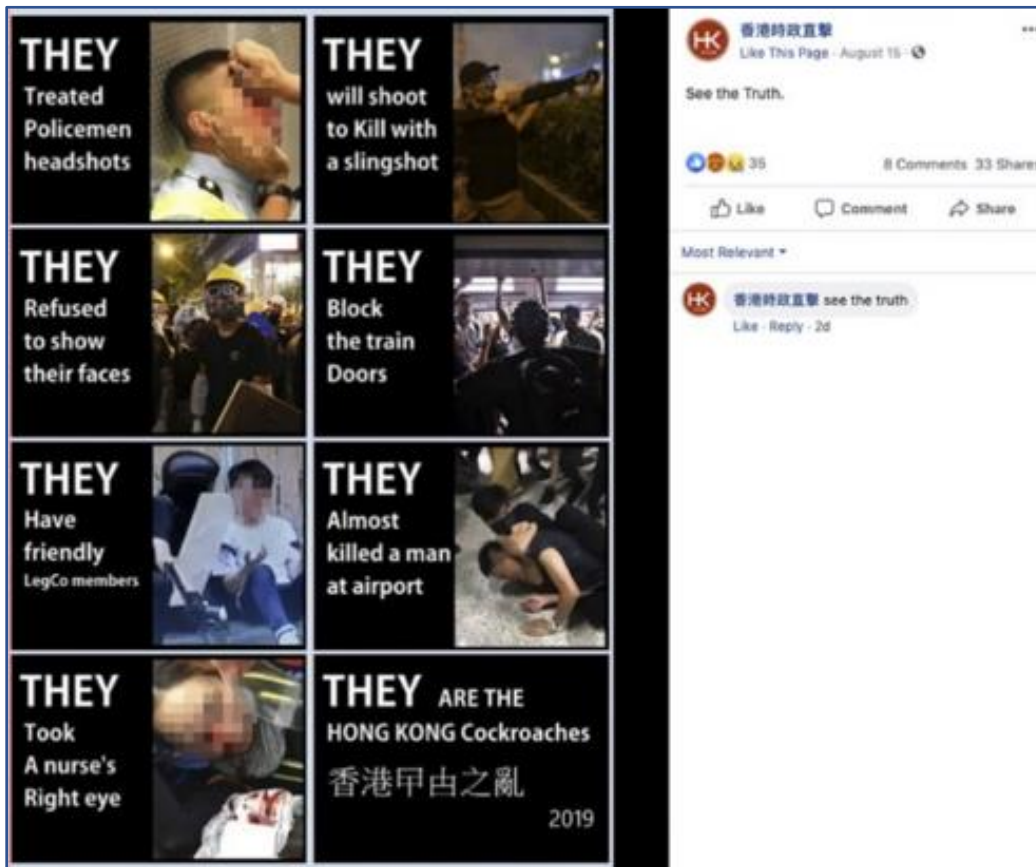 THEY
Treated
Policemen
headshots
THEY
will shoot
to Kill with
a slingshot
THEY
Refused
to show
their faces
THEY
Block
the train
Doors
THEY
Have
friendly
LegCo members
THEY
Almost
killed a man
at airport
THEY
Took
A nurse's
Right eye
THEY ARE THE
HONG KONG Cockroaches
香港曱甴之亂
2019
HK
香港時政直擊
Like This Page · August 15 ·
See the Truth.
35
8 Comments 33 Shares
Like Comment Share
Most Relevant
HK
香港時政直擊 see the truth
Like · Reply · 2d